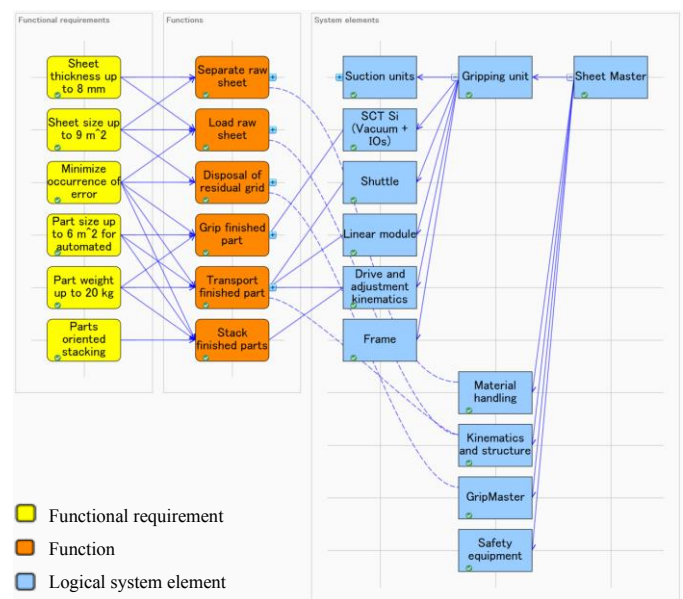 Functional requirements
Functions
System elements
Sheet
thickness up
to 8 mm
Separate raw
sheet
Suction units
Gripping unit
Sheet Master
Sheet size up
to 9 m^2
Load raw
sheet
SCT Si
(Vacuum +
IOs)
Minimize
occurrence of
error
Disposal of
residual grid
Shuttle
Part size up
to 6 m^2 for
automated
Grip finished
part
Linear module
Part weight
up to 20 kg
Transport
finished part
Drive and
adjustment
kinematics
Parts
oriented
stacking
Stack
finished parts
Frame
Material
handling
Kinematics
and structure
GripMaster
Safety
equipment
Functional requirement
Function
Logical system element